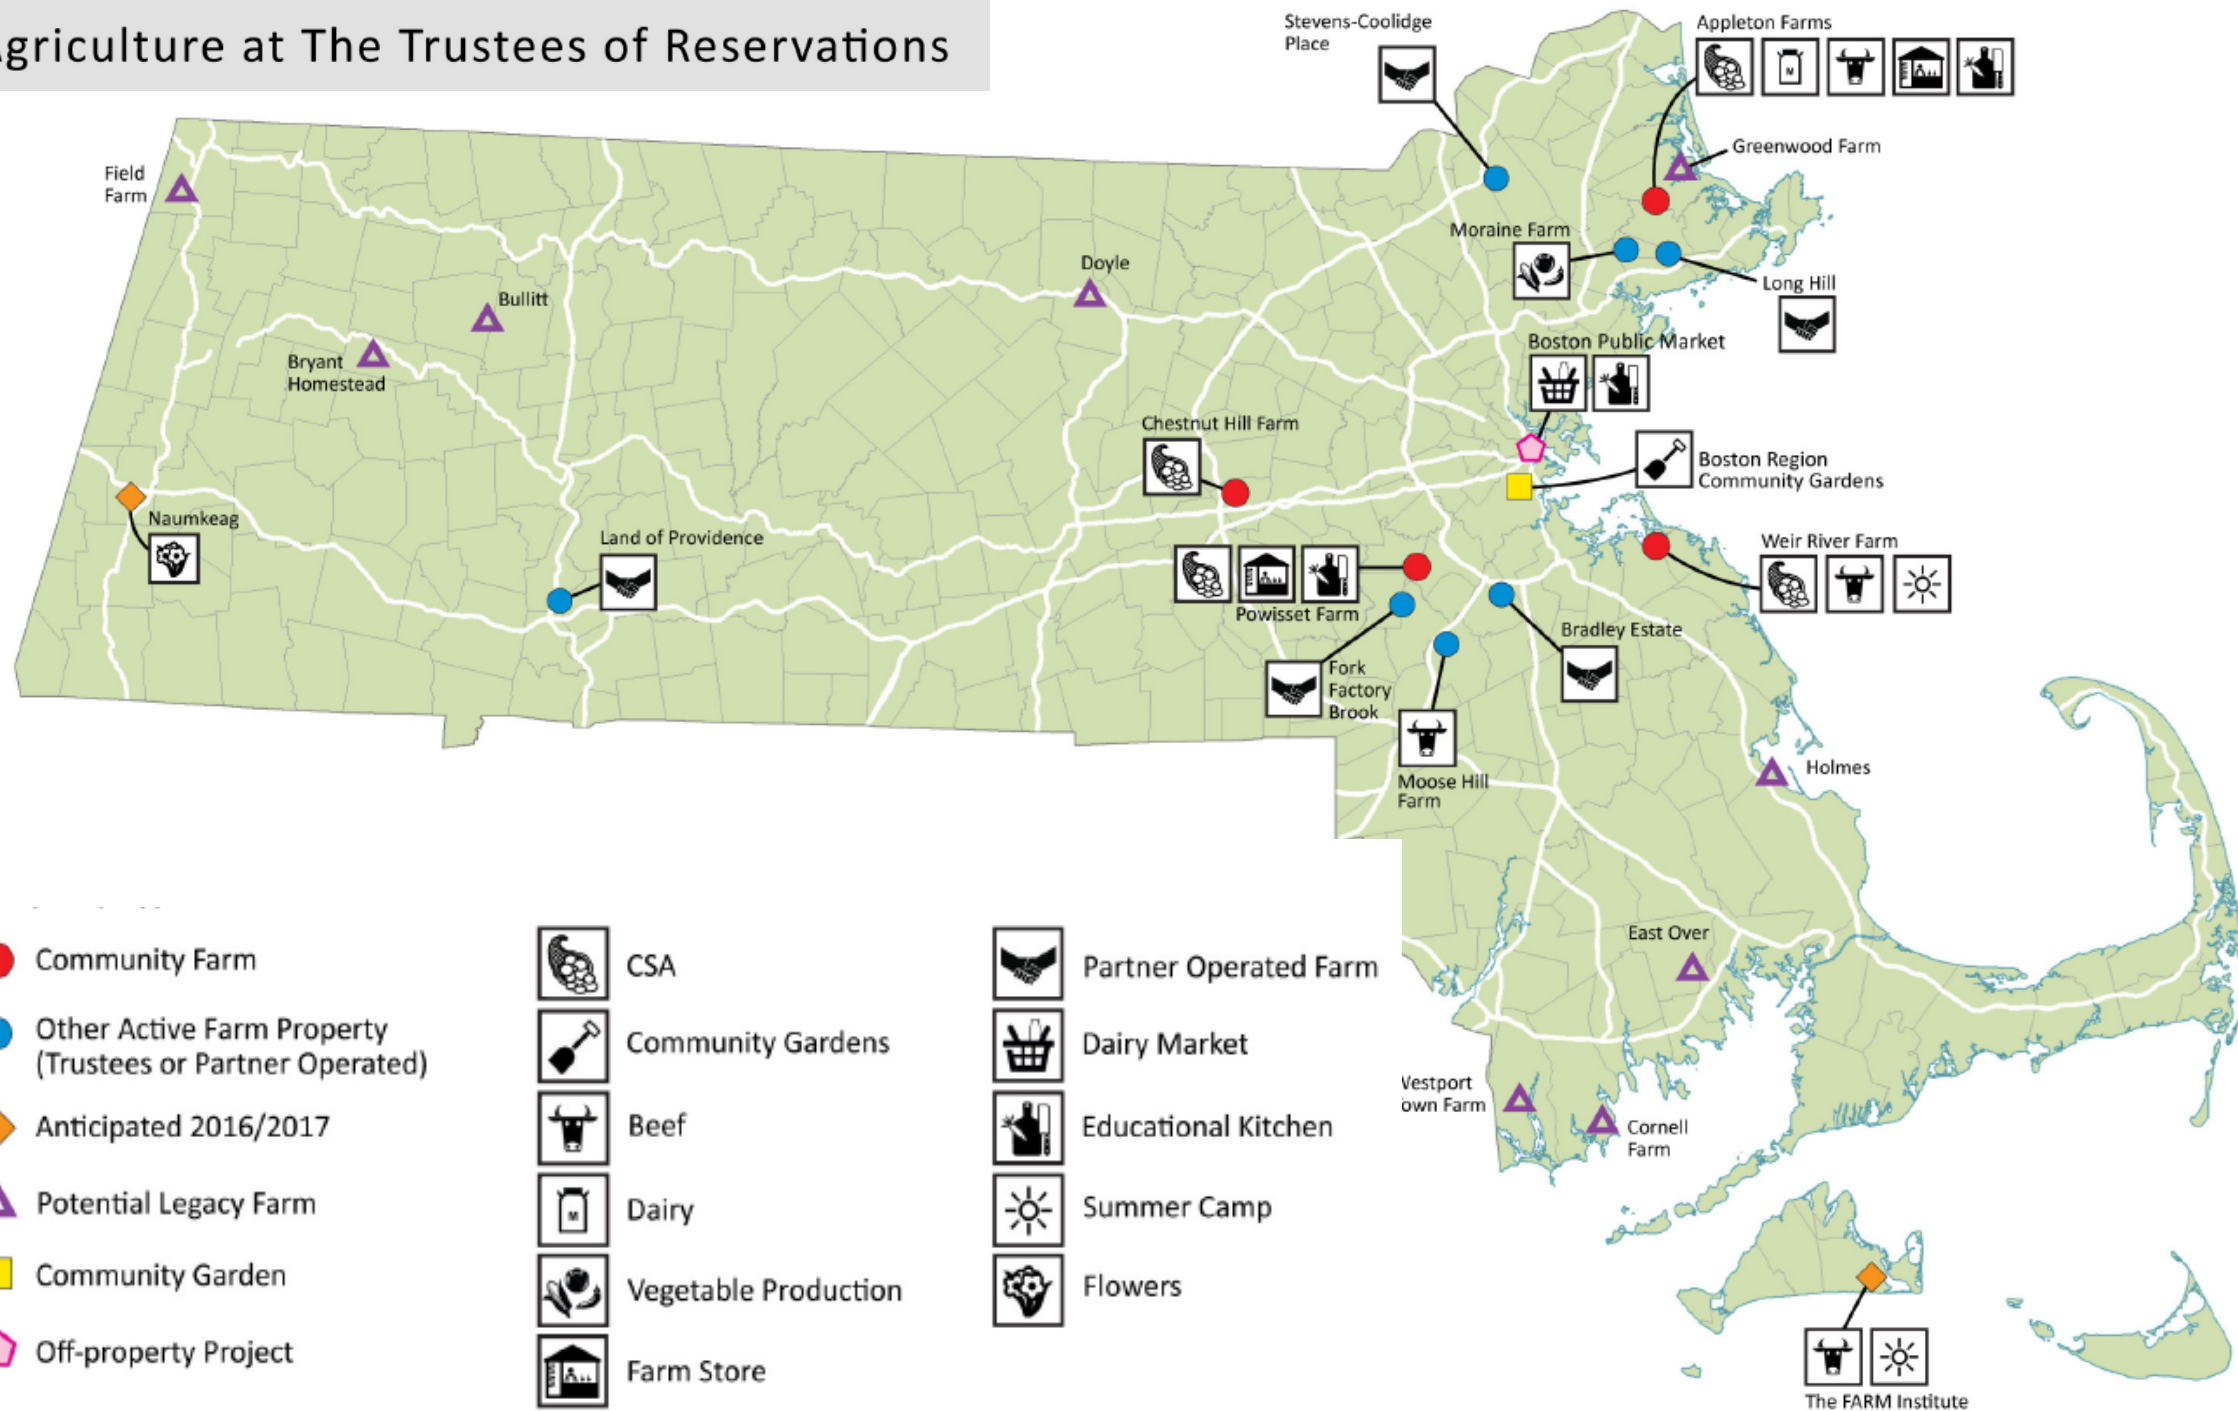 griculture at The Trustees of Reservations
Stevens-Coolidge
Place
Appleton Farms
M
Greenwood Farm
Field
Farm
Moraine Farm
Doyle
Long Hill
Bullitt
Boston Public Market
Bryant
Homestead
Chestnut Hill Farm
Boston Region
Community Gardens
Naumkeag
Land of Providence
Weir River Farm
Powisset Farm
Bradley Estate
Fork
Factory
Brook
Holmes
Moose Hill
Farm
East Over
Westport
own Farm
Cornell
Farm
The FARM Institute
Community Farm
Other Active Farm Property
(Trustees or Partner Operated)
Anticipated 2016/2017
Potential Legacy Farm
Community Garden
Off-property Project
CSA
Community Gardens
Beef
M
Dairy
Vegetable Production
Farm Store
Partner Operated Farm
Dairy Market
Educational Kitchen
Summer Camp
Flowers